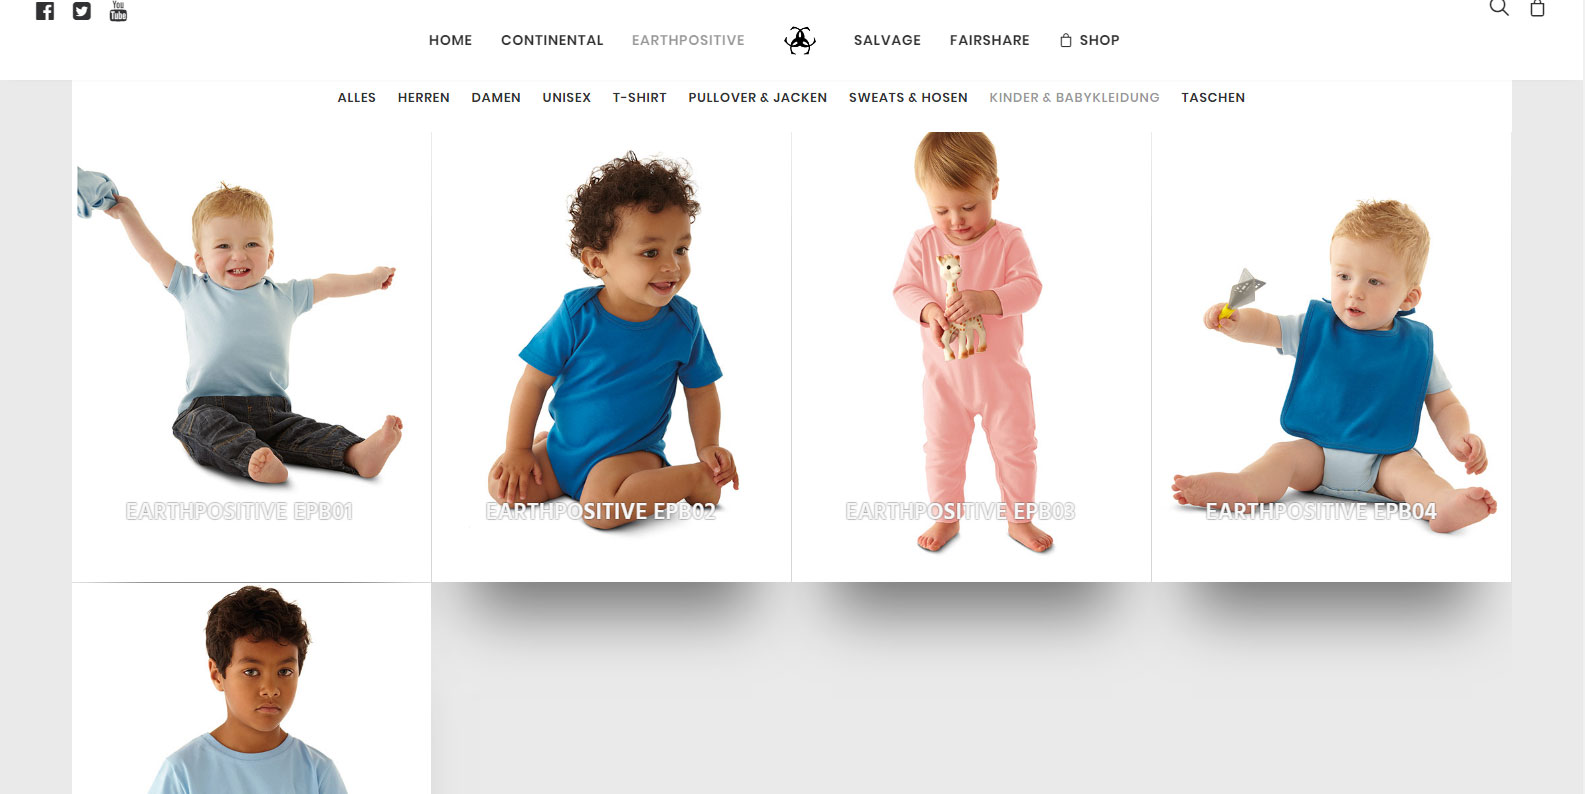 You Tube
HOME CONTINENTAL EARTHPOSITIVE SALVAGE FAIRSHARE SHOP
ALLES HERREN DAMEN UNISEX T-SHIRT PULLOVER & JACKEN SWEATS & HOSEN KINDER & BABYKLEIDUNG TASCHEN
EARTHPOSITIVE EPB01 EARTHPOSITIVE EPB02 EARTHPOSITIVE EPB03 EARTHPOSITIVE EPB04